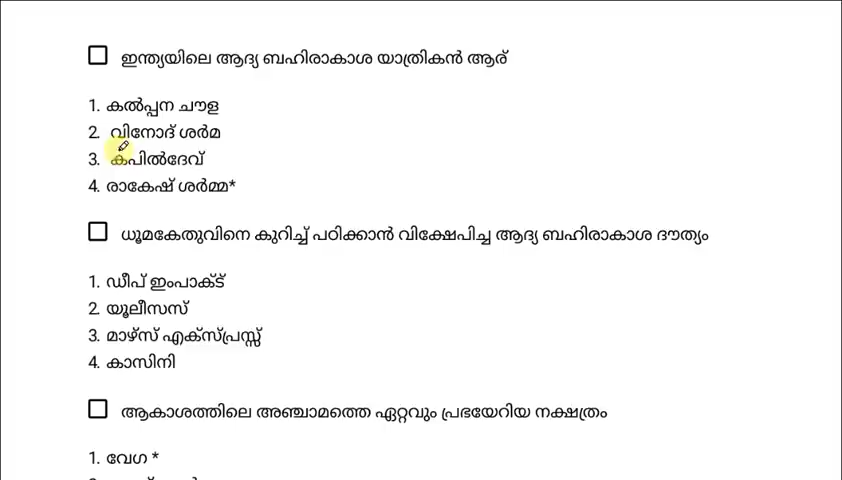 ഇന്ത്യയിലെ ആദ്യ ബഹിരാകാശ യാത്രികൻ ആര്
1. കൽപ്പന ചൗള
2. വിനോദ് ശർമ
3. കപിൽദേവ്
4. രാകേഷ് ശർമ്മ*
ധൂമകേതുവിനെ കുറിച്ച് പഠിക്കാൻ വിക്ഷേപിച്ച ആദ്യ ബഹിരാകാശ ദൗത്യം
1. ഡീപ് ഇംപാക്ട്
2. യൂലീസസ്
3. മാഴ്സ് എക്സ്പ്രസ്സ്
4. കാസിനി
ആകാശത്തിലെ അഞ്ചാമത്തെ ഏറ്റവും പ്രഭയേറിയ നക്ഷത്രം
1. വേഗ *